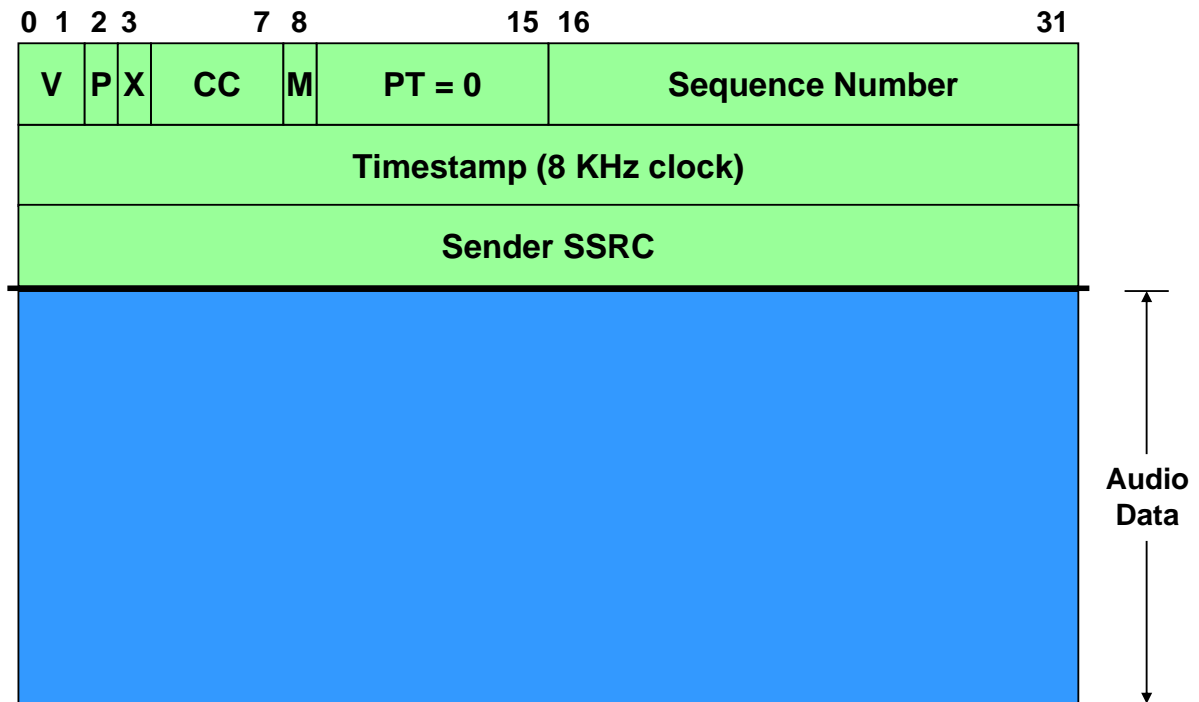 0 1 2 3 7 8 15 16 31
V P X CC M PT = 0 Sequence Number
Timestamp (8 KHz clock)
Sender SSRC
Audio
Data